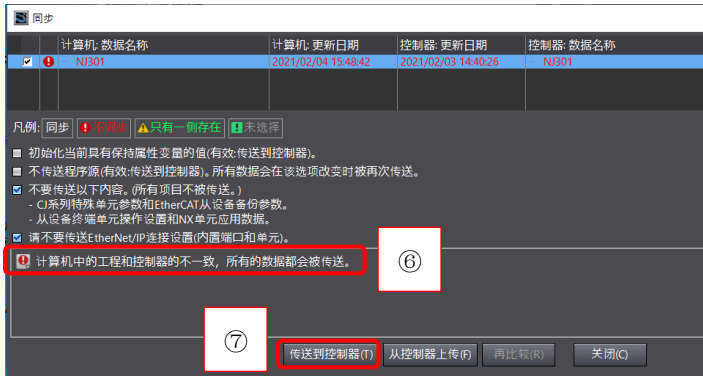 同步
计算机: 数据名称 计算机: 更新日期 控制器: 更新日期 控制器: 数据名称
NJ301 2021/02/04 15:48:42 2021/02/03 14:40:26 NJ301
凡例: 同步 不同步 只有一侧存在 未选择
初始化当前具有保持属性变量的值(有效:传送到控制器)。
不传送程序源(有效:传送到控制器)。所有数据会在该选项改变时被再次传送。
不要传送以下内容。(所有项目不被传送。)
- CJ系列特殊单元参数和EtherCAT从设备备份参数。
- 从设备终端单元操作设置和NX单元应用数据。
请不要传送EtherNet/IP连接设置(内置端口和单元)。
计算机中的工程和控制器的不一致，所有的数据都会被传送。
⑥
⑦
传送到控制器(T) 从控制器上传(F) 再比较(R) 关闭(C)